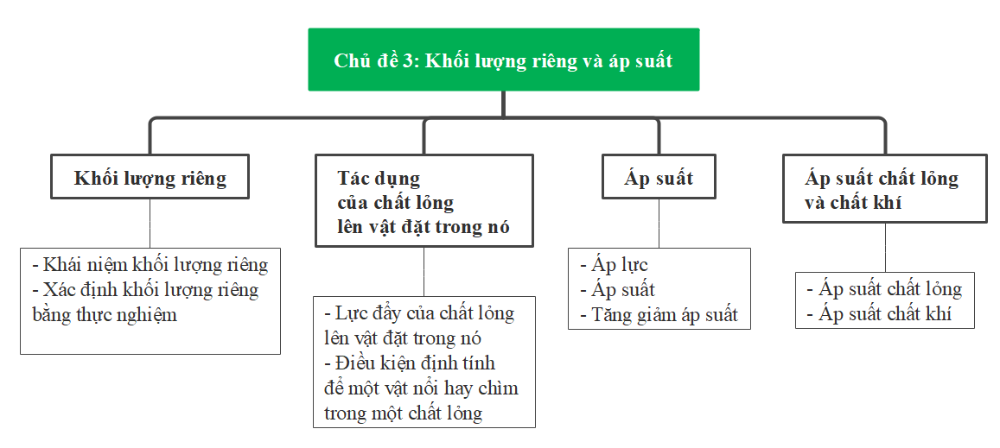 Chủ đề 3: Khối lượng riêng và áp suất
Khối lượng riêng
- Khái niệm khối lượng riêng
- Xác định khối lượng riêng
bằng thực nghiệm
Tác dụng
của chất lỏng
lên vật đặt trong nó
- Lực đẩy của chất lỏng
lên vật đặt trong nó
- Điều kiện định tính
để một vật nổi hay chìm
trong một chất lỏng
Áp suất
- Áp lực
- Áp suất
- Tăng giảm áp suất
Áp suất chất lỏng
và chất khí
- Áp suất chất lỏng
- Áp suất chất khí